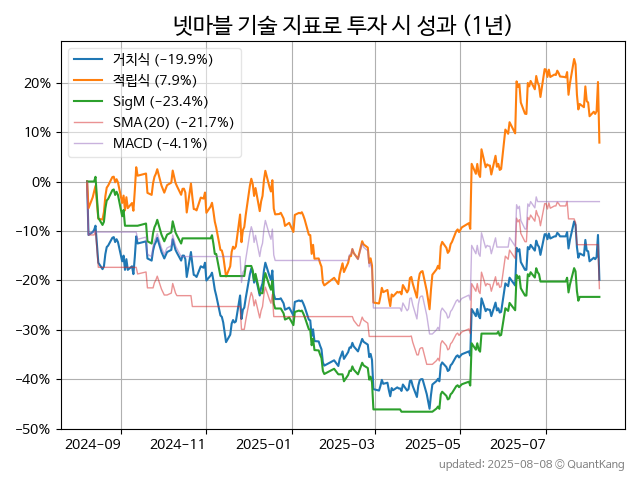 넷마블 기술 지표로 투자 시 성과 (1년)
거치식 (−19.9%)
적립식 (7.9%)
SigM (−23.4%)
SMA(20) (−21.7%)
MACD (−4.1%)
20%
10%
0%
−10%
−20%
−30%
−40%
−50%
2024-09 2024-11 2025-01 2025-03 2025-05 2025-07
updated: 2025-08-08 © QuantKang